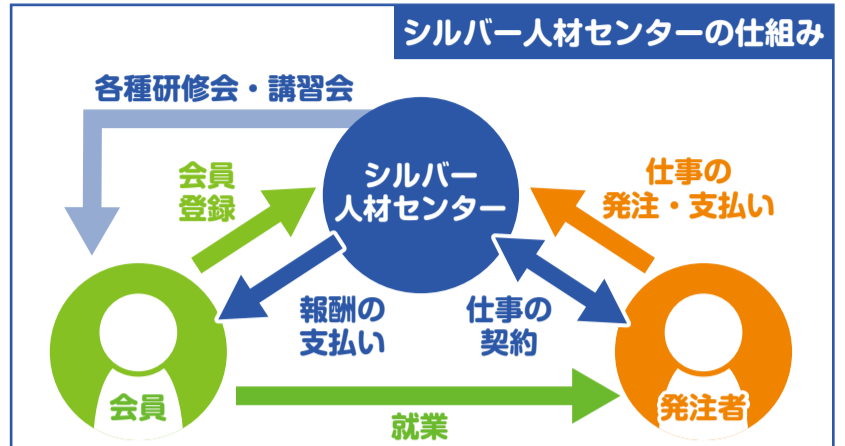 シルバー人材センターの仕組み
各種研修会・講習会
会員
登録
シルバー
人材センター
仕事の
発注・支払い
報酬の
支払い
仕事の
契約
会員
就業
発注者